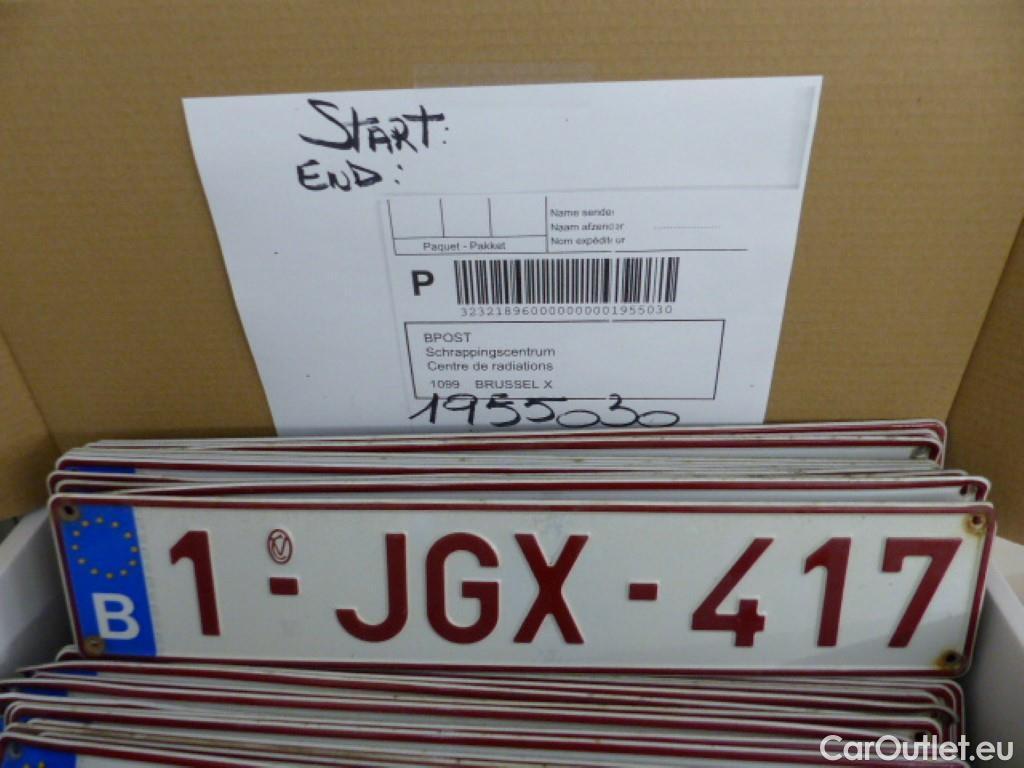 START:
END:
Name sender
Naam afzender
Nom expéditeur
Paquet - Pakket
P
323218960000000001955030
BPOST
Schrappingscentrum
Centre de radiations
1099 BRUSSEL X
1955030
B 1-JGX-417
CarOutlet.eu